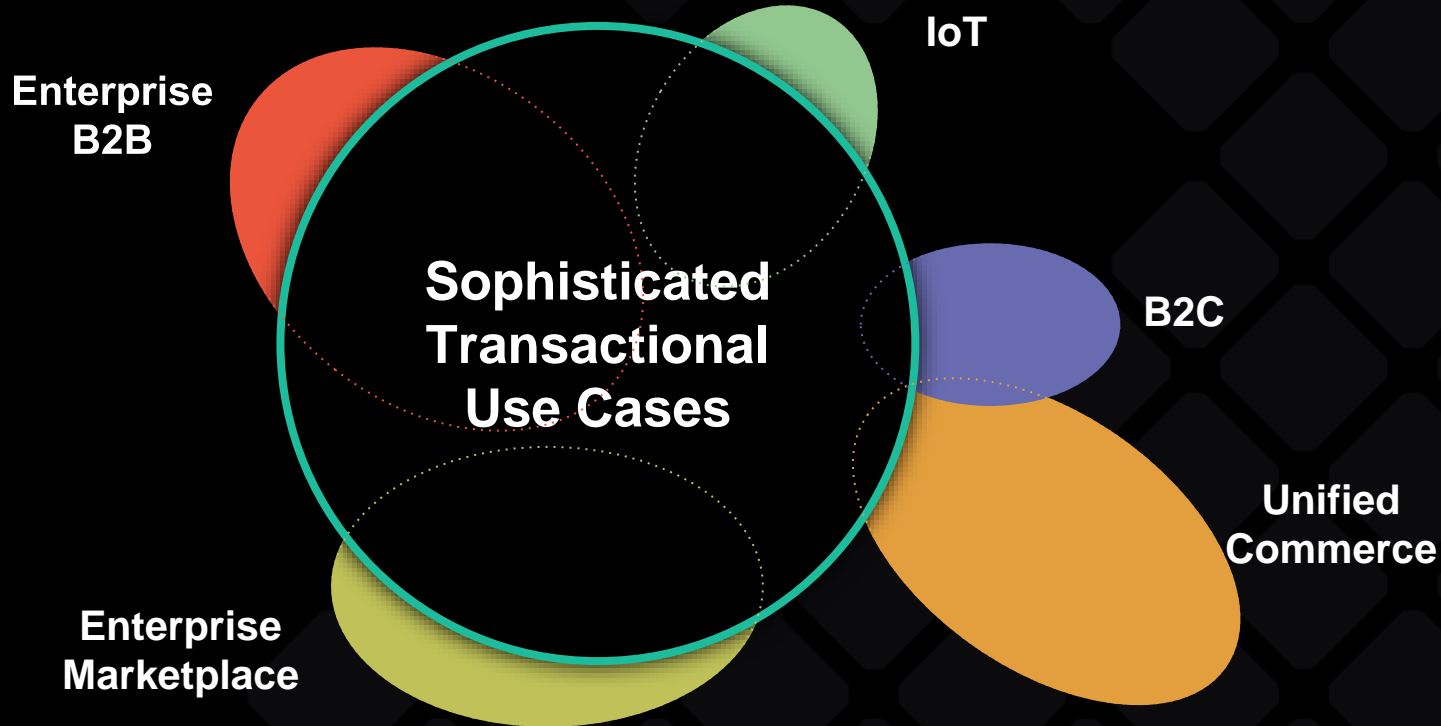 IoT
Enterprise
B2B
Sophisticated
Transactional
Use Cases
B2C
Unified
Commerce
Enterprise
Marketplace